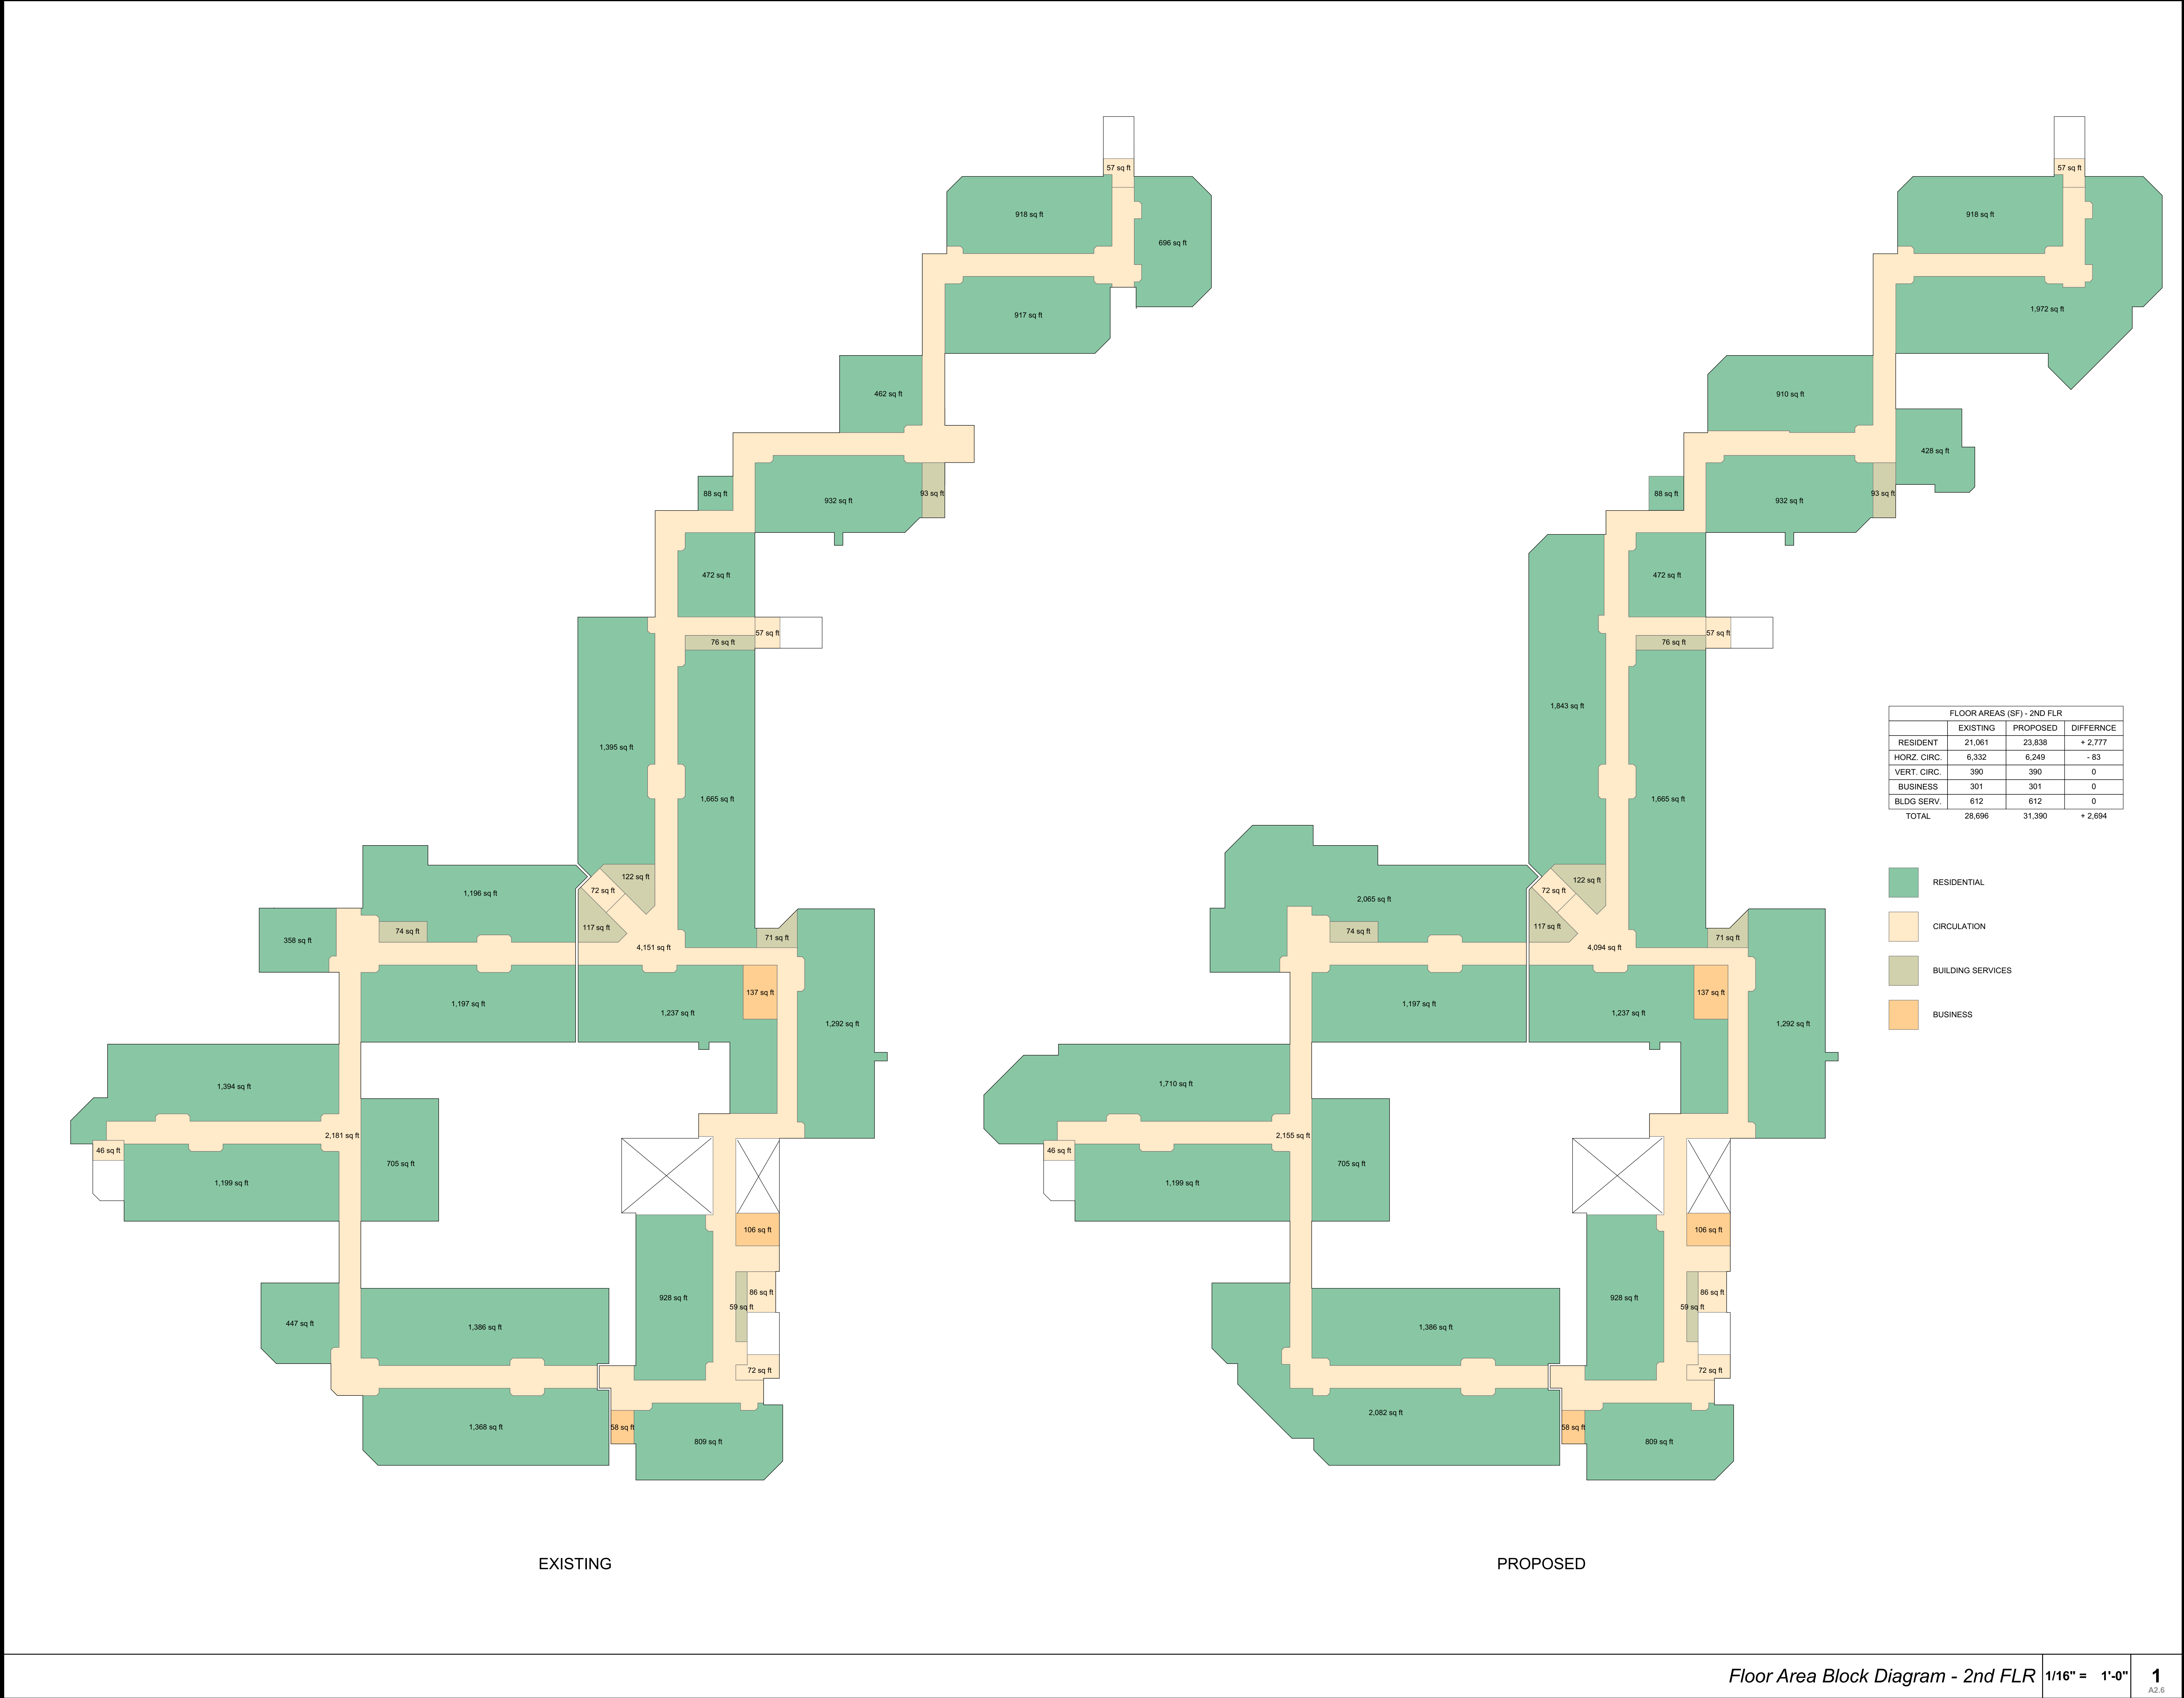 57 sq ft
918 sq ft
696 sq ft
917 sq ft
462 sq ft
88 sq ft
932 sq ft
93 sq ft
472 sq ft
57 sq ft
76 sq ft
1,395 sq ft
1,665 sq ft
122 sq ft
72 sq ft
1,196 sq ft
117 sq ft
74 sq ft
71 sq ft
358 sq ft
4,151 sq ft
137 sq ft
1,197 sq ft
1,237 sq ft
1,292 sq ft
1,394 sq ft
2,181 sq ft
46 sq ft
705 sq ft
1,199 sq ft
106 sq ft
86 sq ft
928 sq ft
59 sq ft
447 sq ft
1,386 sq ft
72 sq ft
1,368 sq ft
58 sq ft
809 sq ft
EXISTING
57 sq ft
918 sq ft
1,972 sq ft
910 sq ft
428 sq ft
88 sq ft
932 sq ft
93 sq ft
472 sq ft
57 sq ft
76 sq ft
1,843 sq ft
1,665 sq ft
122 sq ft
72 sq ft
2,065 sq ft
117 sq ft
74 sq ft
71 sq ft
4,094 sq ft
137 sq ft
1,197 sq ft
1,237 sq ft
1,292 sq ft
1,710 sq ft
2,155 sq ft
46 sq ft
705 sq ft
1,199 sq ft
106 sq ft
86 sq ft
928 sq ft
59 sq ft
1,386 sq ft
72 sq ft
2,082 sq ft
58 sq ft
809 sq ft
PROPOSED
FLOOR AREAS (SF) - 2ND FLR
EXISTING PROPOSED DIFFERNCE
RESIDENT 21,061 23,838 + 2,777
HORZ. CIRC. 6,332 6,249 - 83
VERT. CIRC. 390 390 0
BUSINESS 301 301 0
BLDG SERV. 612 612 0
TOTAL 28,696 31,390 + 2,694
RESIDENTIAL
CIRCULATION
BUILDING SERVICES
BUSINESS
Floor Area Block Diagram - 2nd FLR
1/16" = 1'-0"
1
A2.6